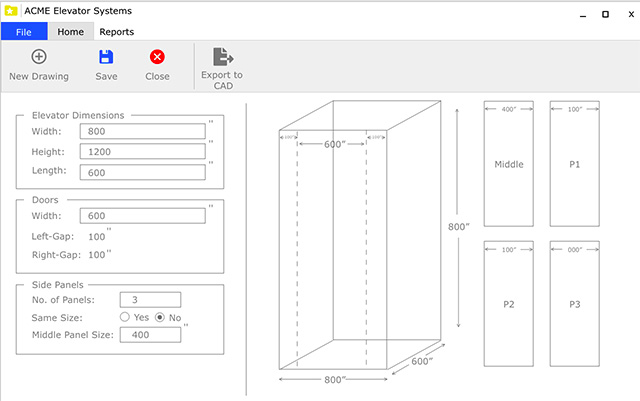 ACME Elevator Systems
File Home Reports
New Drawing Save Close Export to CAD
Elevator Dimensions
Width: 800 "
Height: 1200 "
Length: 600 "
Doors
Width: 600 "
Left-Gap: 100"
Right-Gap: 100"
Side Panels
No. of Panels: 3
Same Size: Yes No
Middle Panel Size: 400 "
100" 100"
600"
800"
600"
800"
400" 100"
Middle P1
100" 000"
P2 P3